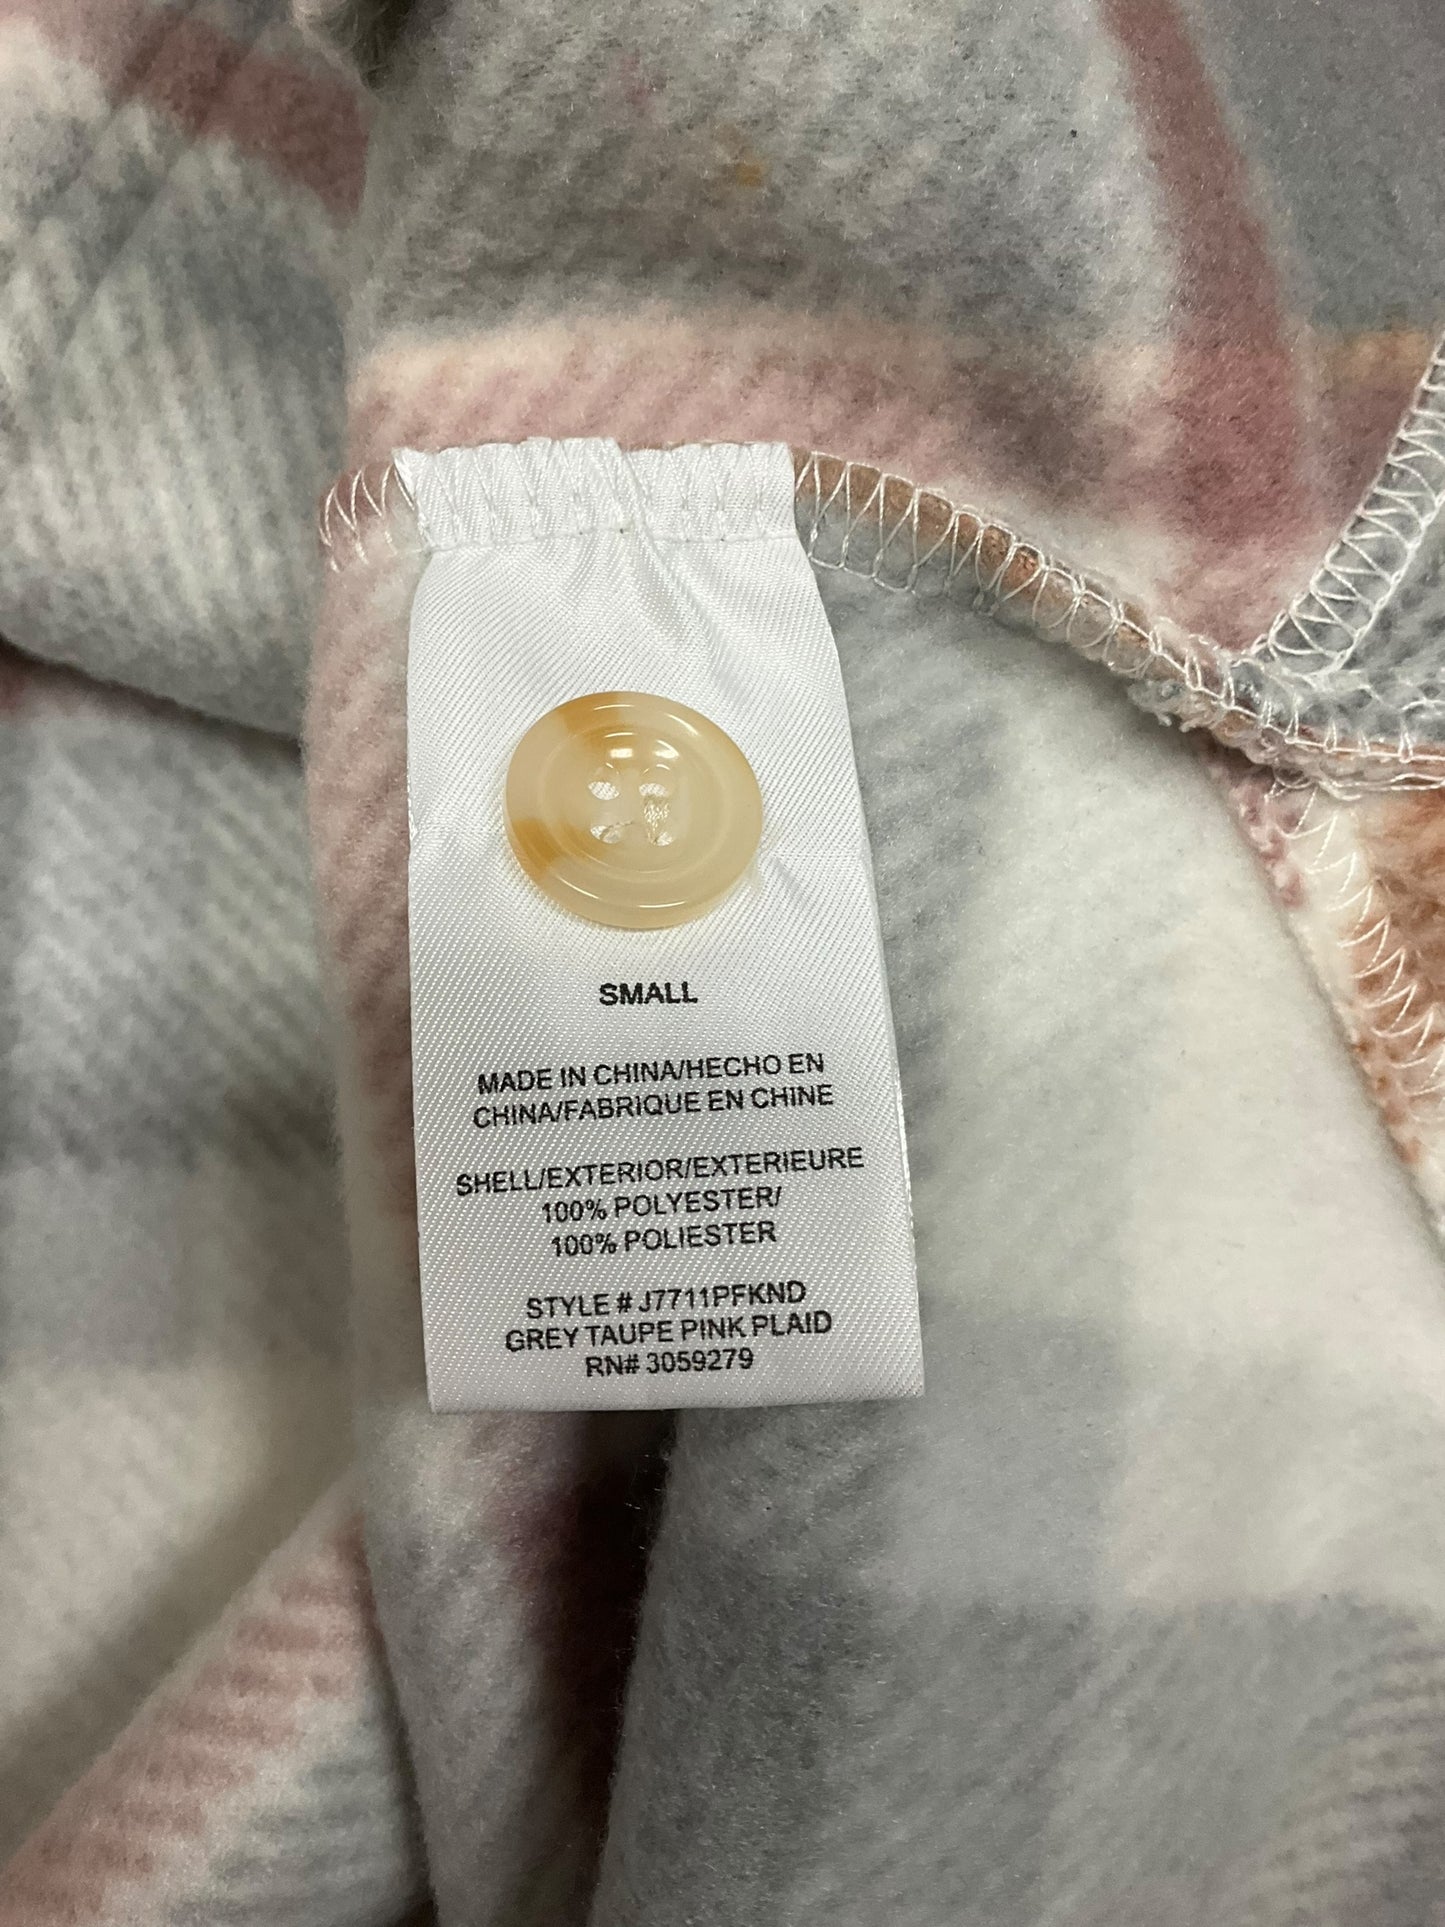 SMALL
MADE IN CHINA/HECHO EN
CHINA/FABRIQUE EN CHINE
SHELL/EXTERIOR/EXTERIEURE
100% POLYESTER/
100% POLIESTER
STYLE # J7711PFKND
GREY TAUPE PINK PLAID
RN# 3059279